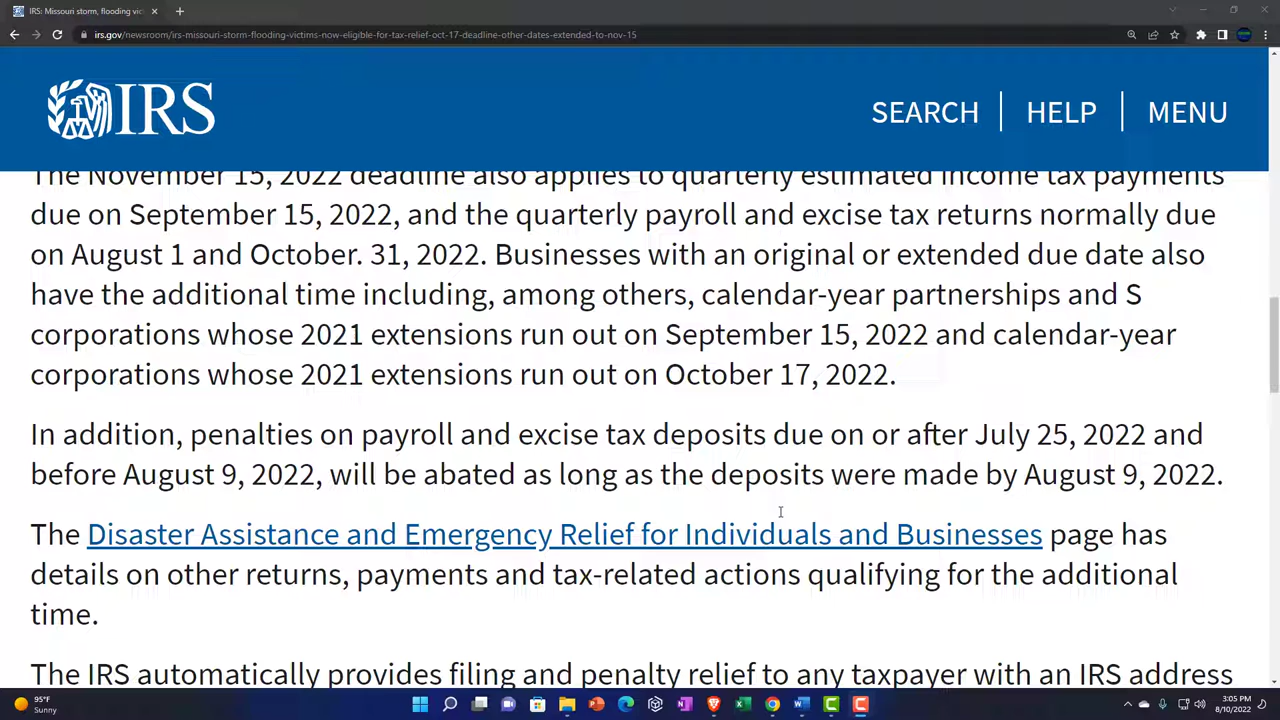 IRS: Missouri storm, flooding vic
irs.gov/newsroom/irs-missouri-storm-flooding-victims-now-eligible-for-tax-relief-oct-17-deadline-other-dates-extended-to-nov-15
IRS
SEARCH
HELP
MENU
The November 15, 2022 deadline also applies to quarterly estimated income tax payments
due on September 15, 2022, and the quarterly payroll and excise tax returns normally due
on August 1 and October. 31, 2022. Businesses with an original or extended due date also
have the additional time including, among others, calendar-year partnerships and S
corporations whose 2021 extensions run out on September 15, 2022 and calendar-year
corporations whose 2021 extensions run out on October 17, 2022.
In addition, penalties on payroll and excise tax deposits due on or after July 25, 2022 and
before August 9, 2022, will be abated as long as the deposits were made by August 9, 2022.
The Disaster Assistance and Emergency Relief for Individuals and Businesses page has
details on other returns, payments and tax-related actions qualifying for the additional
time.
The IRS automatically provides filing and penalty relief to any taxpayer with an IRS address
95°F
Sunny
3:05 PM
8/10/2022